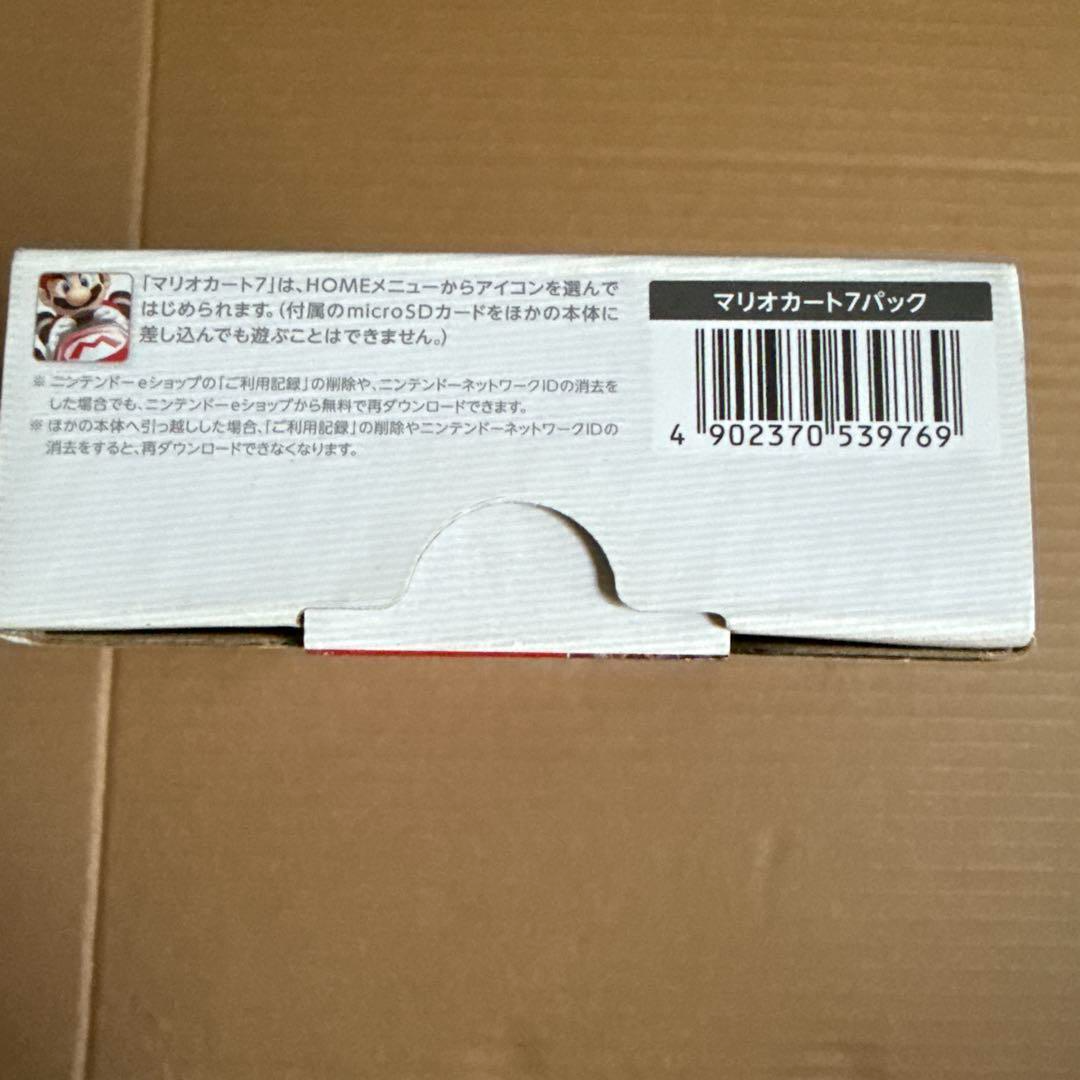 「マリオカート7」は、HOMEメニューからアイコンを選んで
はじめられます。(付属のmicroSDカードをほかの本体に
差し込んでも遊ぶことはできません。)
※ ニンテンドーeショップの「ご利用記録」の削除や、ニンテンドーネットワークIDの消去を
した場合でも、ニンテンドーeショップから無料で再ダウンロードできます。
※ ほかの本体へ引っ越しした場合、「ご利用記録」の削除やニンテンドーネットワークIDの
消去をすると、再ダウンロードできなくなります。
マリオカート7パック
4 902370 539769